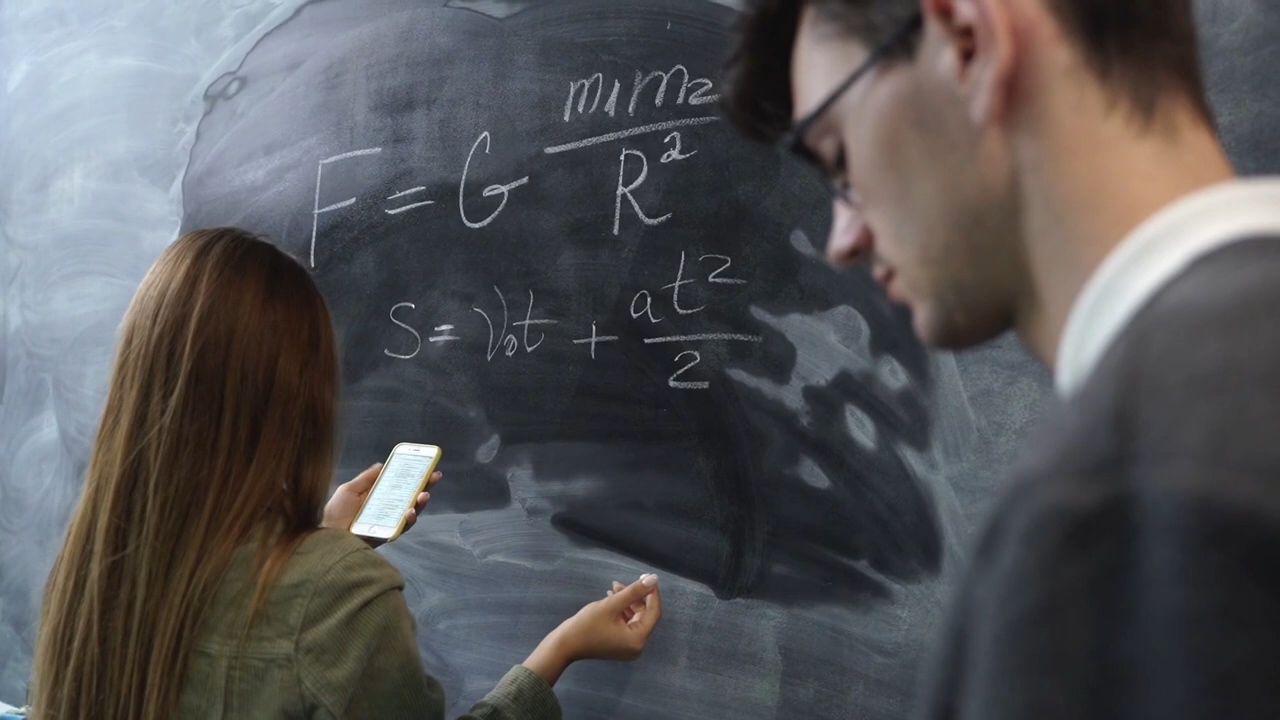 F = G m₁m₂ / R²
S = V₀t + at² / 2